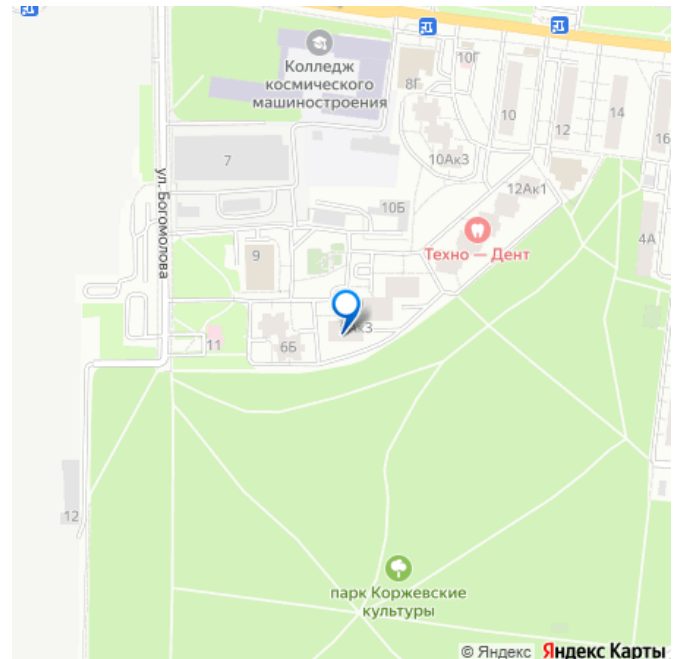 Колледж
космического
машиностроения
8Г
10Г
10
14
12
16
7
10Ак3
ул. Богомолова
12Ак1
10Б
4А
Техно — Дент
9
Ак3
11
6Б
12
парк Коржевские
культуры
© Яндекс Яндекс Карты